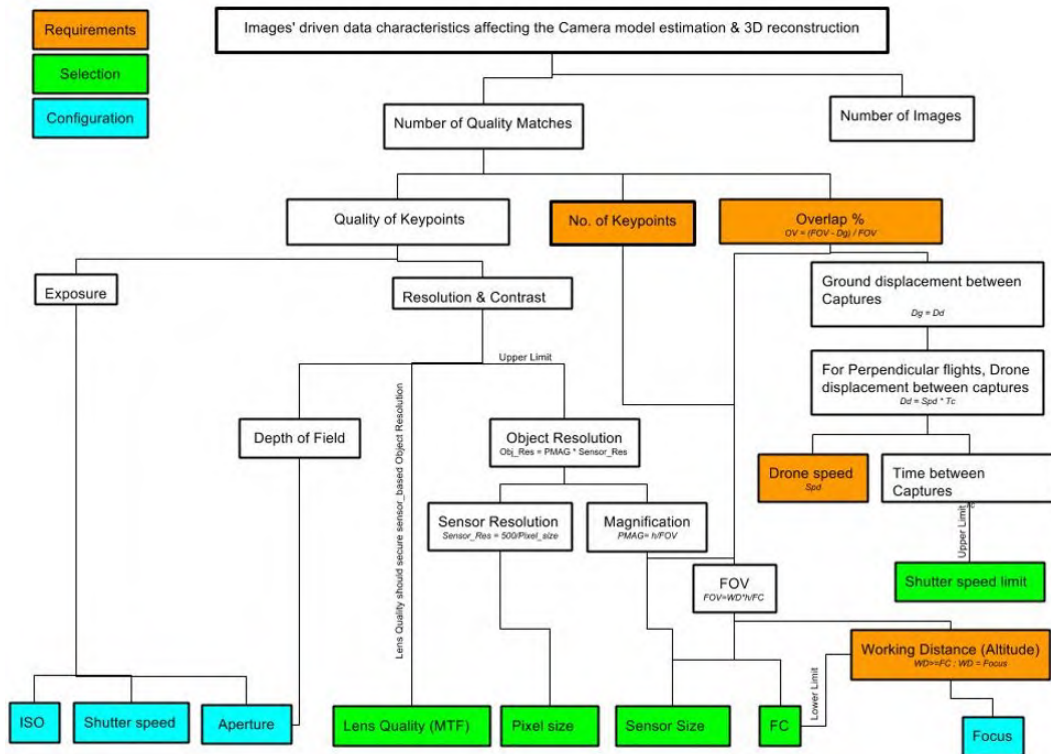 Requirements
Selection
Configuration
Images' driven data characteristics affecting the Camera model estimation & 3D reconstruction
Number of Quality Matches
Number of Images
Quality of Keypoints
No. of Keypoints
Overlap %
OV = (FOV - Dg) / FOV
Exposure
Resolution & Contrast
Ground displacement between
Captures
Dg = Dd
Upper Limit
For Perpendicular flights, Drone
displacement between captures
Dd = Spd * Tc
Depth of Field
Lens Quality should secure sensor_based Object Resolution
Object Resolution
Obj_Res = PMAG * Sensor_Res
Drone speed
Spd
Time between
Captures
Tc
Sensor Resolution
Sensor_Res = 500/Pixel_size
Magnification
PMAG= h/FOV
Upper Limit
FOV
FOV=WD*h/FC
Shutter speed limit
Working Distance (Altitude)
WD>=FC ; WD = Focus
Lower Limit
ISO
Shutter speed
Aperture
Lens Quality (MTF)
Pixel size
Sensor Size
FC
Focus